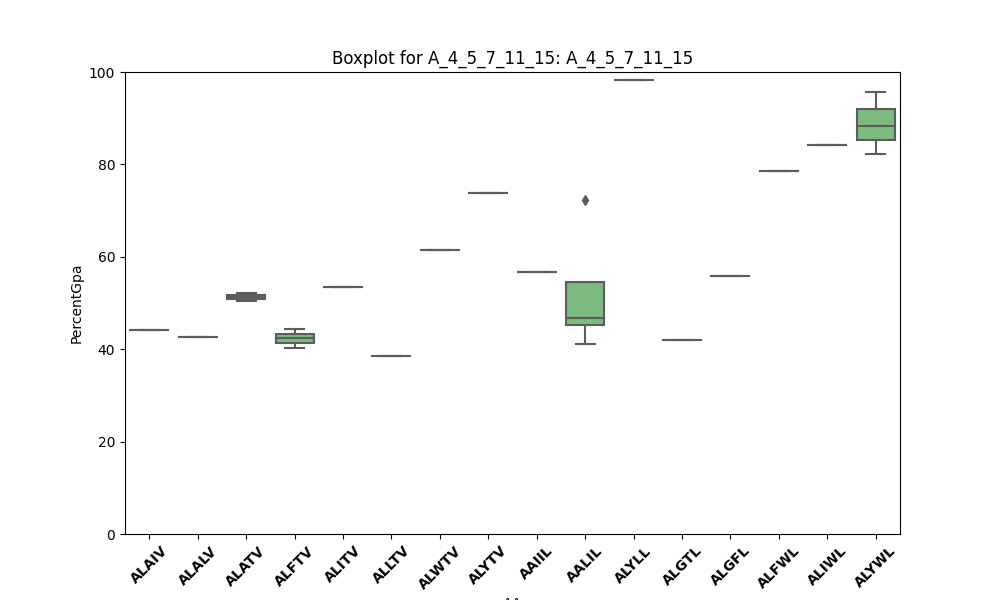 Boxplot for A_4_5_7_11_15: A_4_5_7_11_15
PercentGpa
100
80
60
40
20
0
ALAIV ALALV ALATV ALFTV ALITV ALLTV ALWTV ALYTV AAIIL AALIL ALYLL ALGTL ALGFL ALFWL ALIWL ALYWL